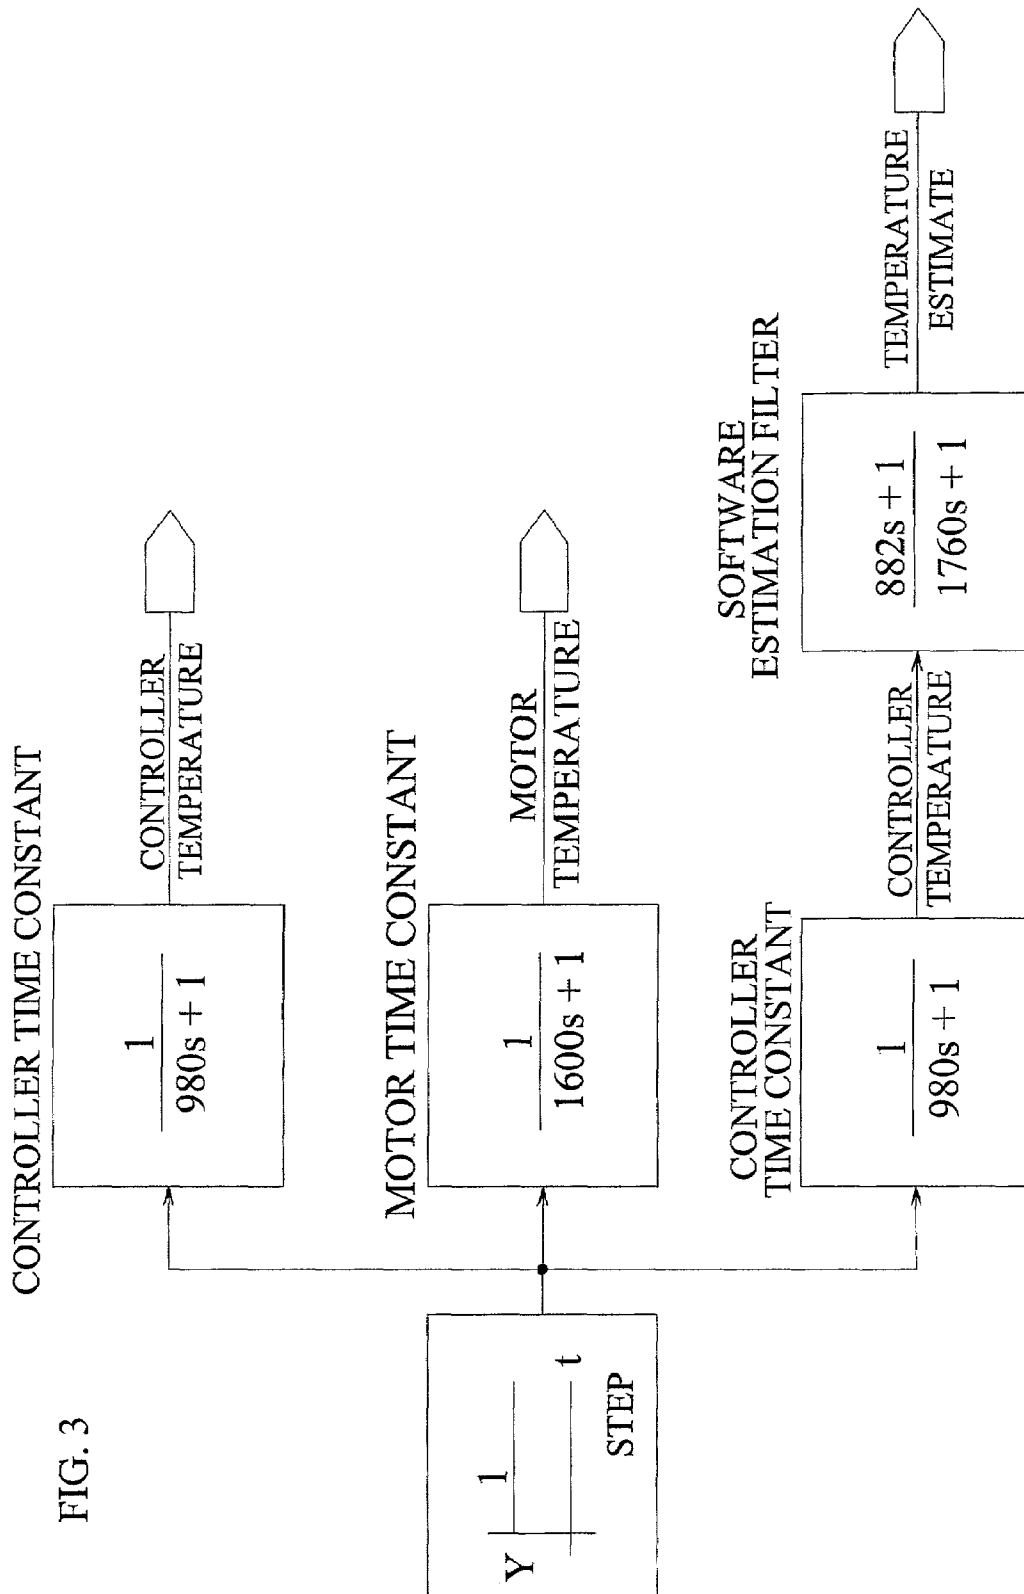 FIG. 3
Y
1
t
STEP
CONTROLLER TIME CONSTANT
1
980s + 1
CONTROLLER
TEMPERATURE
MOTOR TIME CONSTANT
1
1600s + 1
MOTOR
TEMPERATURE
CONTROLLER
TIME CONSTANT
1
980s + 1
CONTROLLER
TEMPERATURE
SOFTWARE
ESTIMATION FILTER
882s + 1
1760s + 1
TEMPERATURE
ESTIMATE